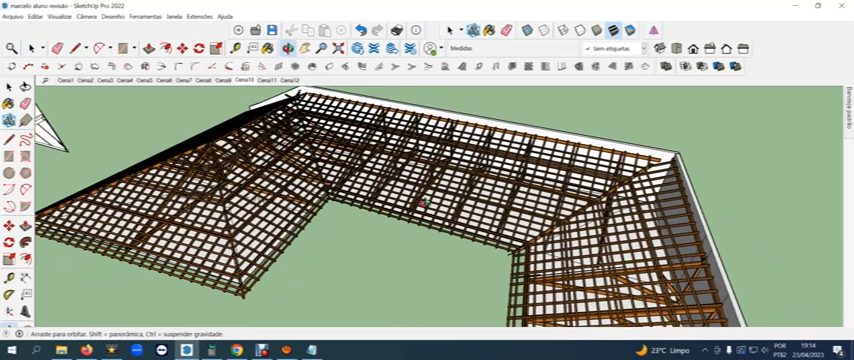 marcelo aluno revisão - SketchUp Pro 2022
Arquivo Editar Visualizar Câmera Desenho Ferramentas Janela Extensões Ajuda
Medidas
✓ Sem etiquetas
Cena1 Cena2 Cena3 Cena4 Cena5 Cena6 Cena7 Cena8 Cena9 Cena10 Cena11 Cena12
Bandeja padrão
Arraste para orbitar. Shift = panorâmica, Ctrl = suspender gravidade.
23°C Limpo
POR
PTB2
19:14
23/04/2023